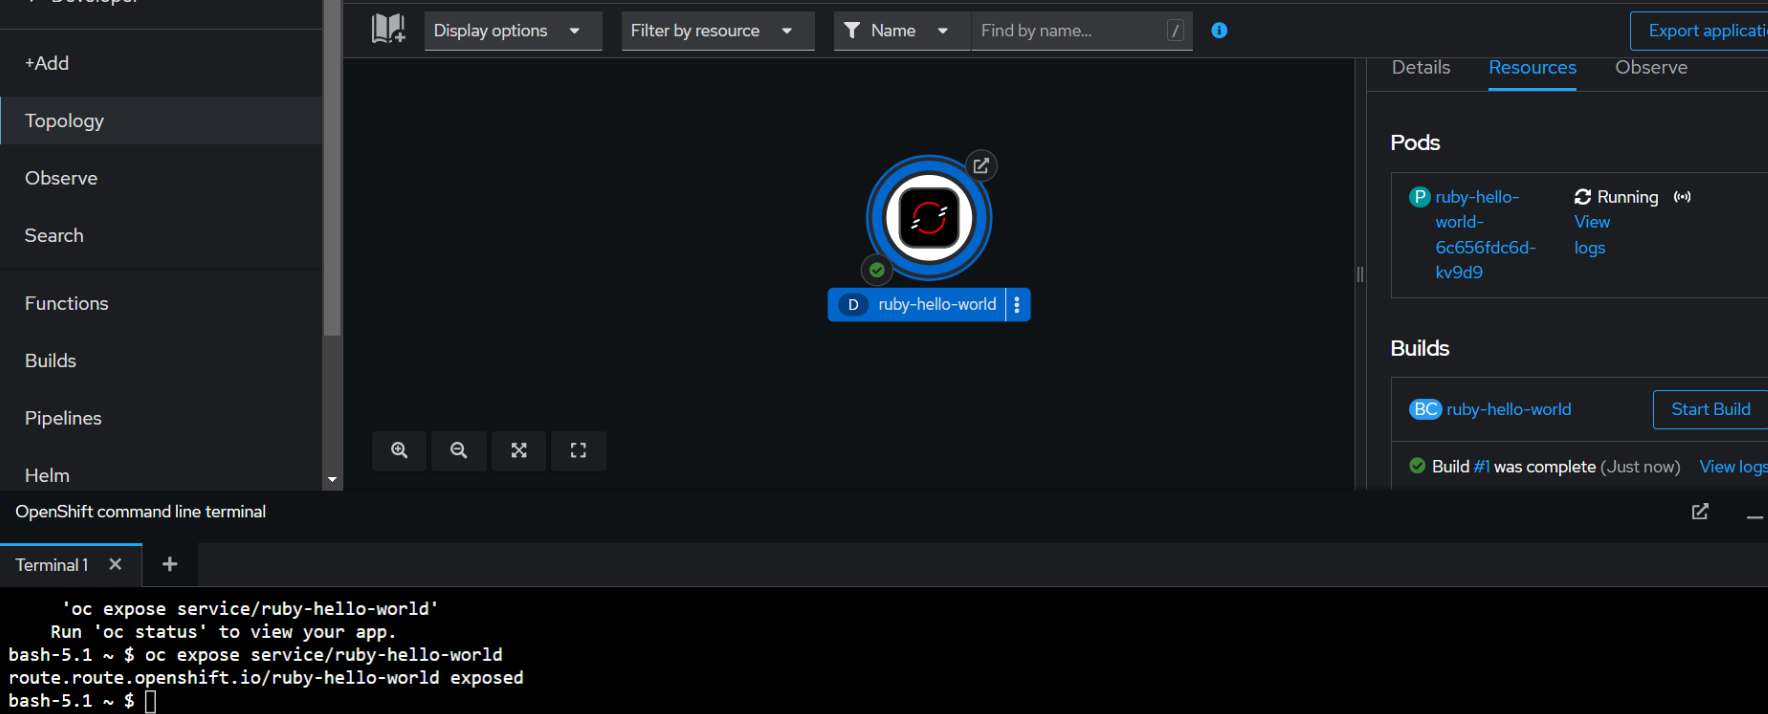 Developer
+Add
Topology
Observe
Search
Functions
Builds
Pipelines
Helm
Display options
Filter by resource
Name
Find by name...
/
Export applicati
Details Resources Observe
Pods
P ruby-hello-
world-
6c656fdc6d-
kv9d9
Running
View
logs
Builds
BC ruby-hello-world
Start Build
Build #1 was complete (Just now) View logs
D ruby-hello-world
OpenShift command line terminal
Terminal 1
'oc expose service/ruby-hello-world'
Run 'oc status' to view your app.
bash-5.1 ~ $ oc expose service/ruby-hello-world
route.route.openshift.io/ruby-hello-world exposed
bash-5.1 ~ $